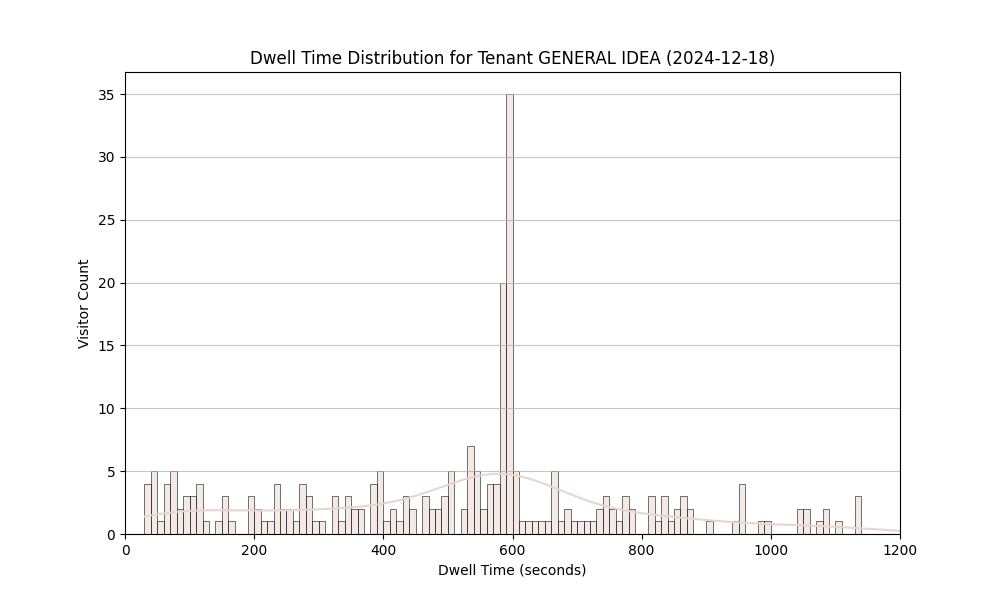 Dwell Time Distribution for Tenant GENERAL IDEA (2024-12-18)
35
30
25
20
15
10
5
0
Visitor Count
0 200 400 600 800 1000 1200
Dwell Time (seconds)